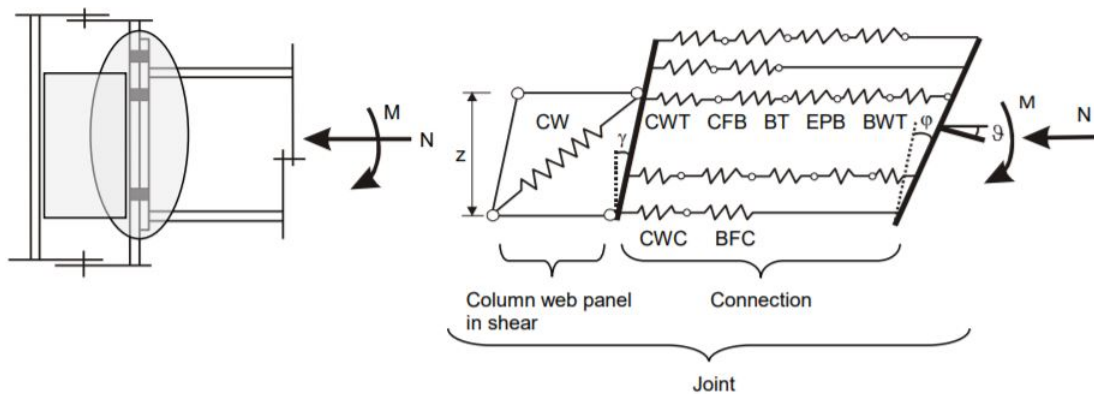 M
N
z
CW
γ
CWT CFB BT EPB BWT
φ
ϑ
M
N
CWC BFC
Column web panel
in shear
Connection
Joint